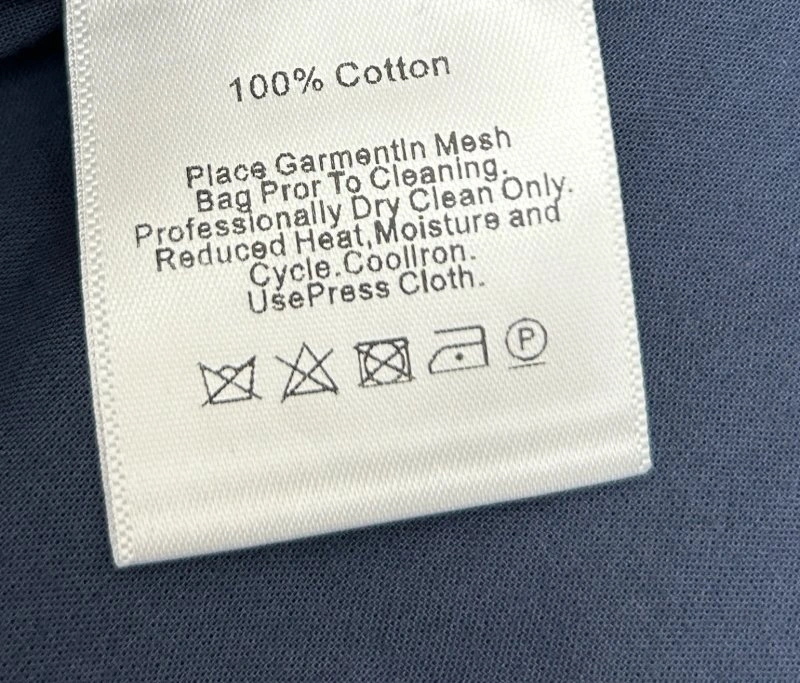 100% Cotton
Place GarmentIn Mesh
Bag Pror To Cleaning.
Professionally Dry Clean Only.
Reduced Heat,Moisture and
Cycle.CoolIron.
UsePress Cloth.
P